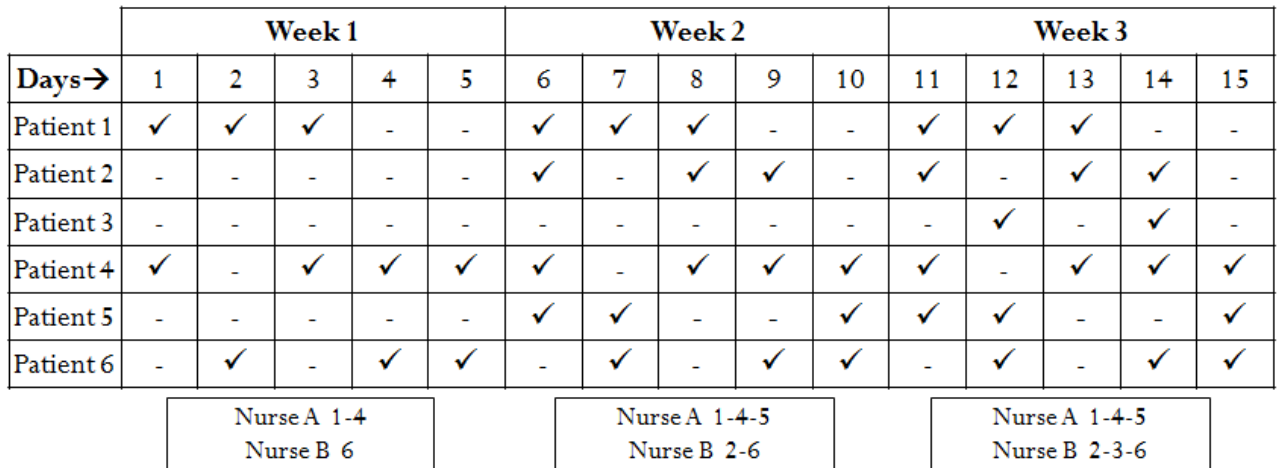 Week 1 Week 2 Week 3
Days→ 1 2 3 4 5 6 7 8 9 10 11 12 13 14 15
Patient 1 ✓ ✓ ✓ - - ✓ ✓ ✓ - - ✓ ✓ ✓ - -
Patient 2 - - - - - ✓ - ✓ ✓ - ✓ - ✓ ✓ -
Patient 3 - - - - - - - - - - - ✓ - ✓ -
Patient 4 ✓ - ✓ ✓ ✓ ✓ - ✓ ✓ ✓ ✓ - ✓ ✓ ✓
Patient 5 - - - - - ✓ ✓ - - ✓ ✓ ✓ - - ✓
Patient 6 - ✓ - ✓ ✓ - ✓ - ✓ ✓ - ✓ - ✓ ✓
Nurse A 1-4 Nurse A 1-4-5 Nurse A 1-4-5
Nurse B 6 Nurse B 2-6 Nurse B 2-3-6